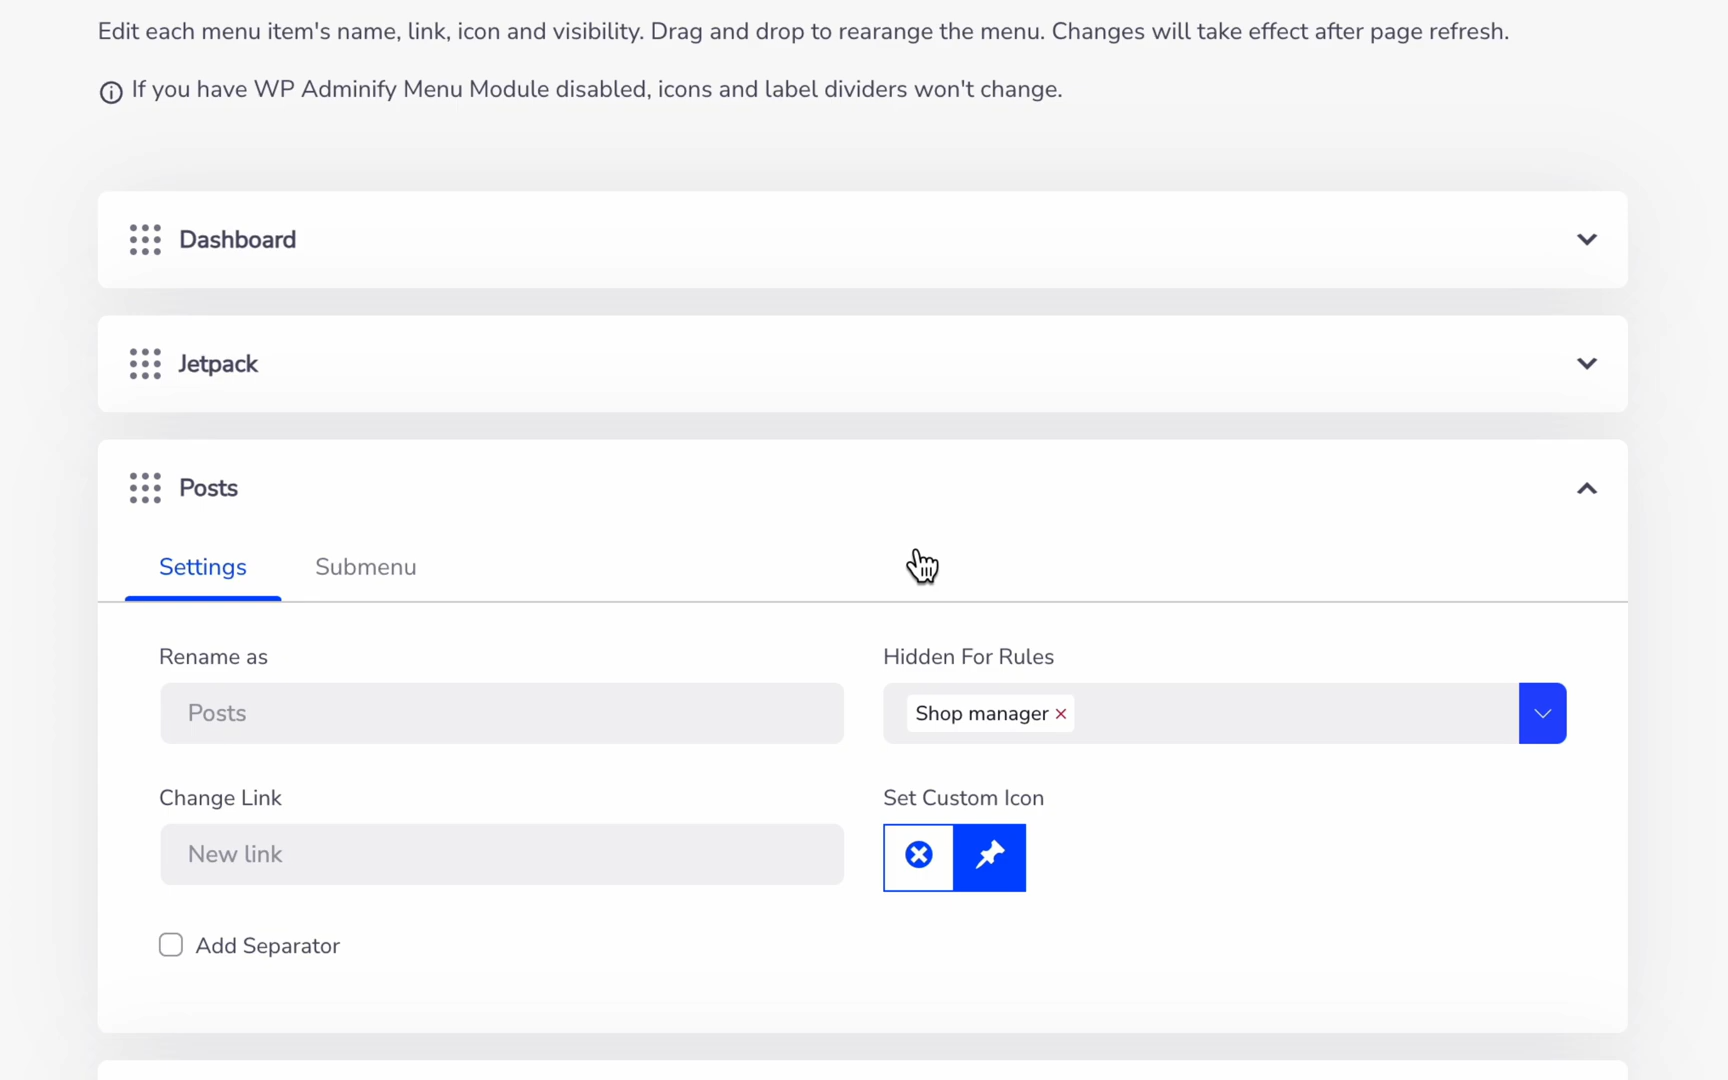 Edit each menu item's name, link, icon and visibility. Drag and drop to rearrange the menu. Changes will take effect after page refresh.
If you have WP Adminify Menu Module disabled, icons and label dividers won't change.
Dashboard
Jetpack
Posts
Settings Submenu
Rename as
Posts
Hidden For Rules
Shop manager ×
Change Link
New link
Set Custom Icon
Add Separator